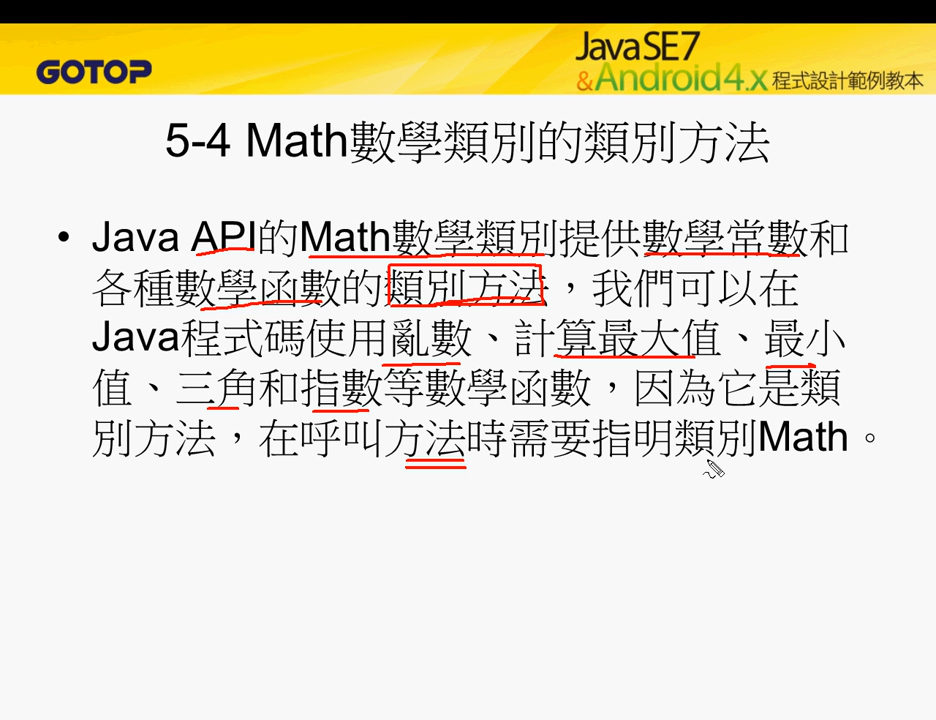 GOTOP
Java SE 7
&Android 4.x 程式設計範例教本
5-4 Math數學類別的類別方法
• Java API的Math數學類別提供數學常數和
各種數學函數的類別方法，我們可以在
Java程式碼使用亂數、計算最大值、最小
值、三角和指數等數學函數，因為它是類
別方法，在呼叫方法時需要指明類別Math。